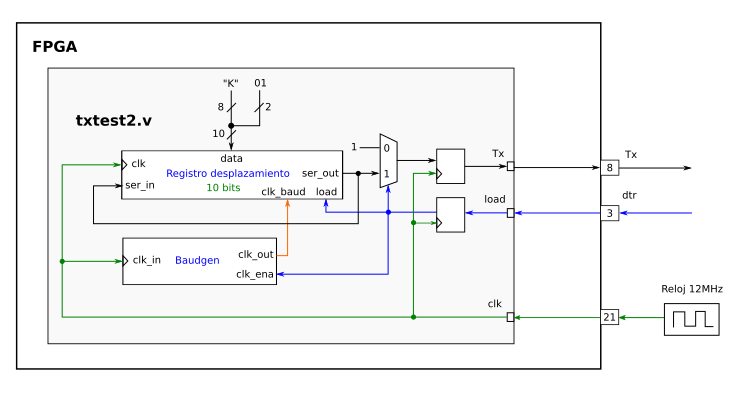 FPGA
"K" 01
8 2
txtest2.v
10
data
clk
Registro desplazamiento
ser_out
ser_in
10 bits
clk_baud load
1
0
1
Tx
8
Tx
load
3
dtr
clk_in
Baudgen
clk_out
clk_ena
clk
21
Reloj 12MHz